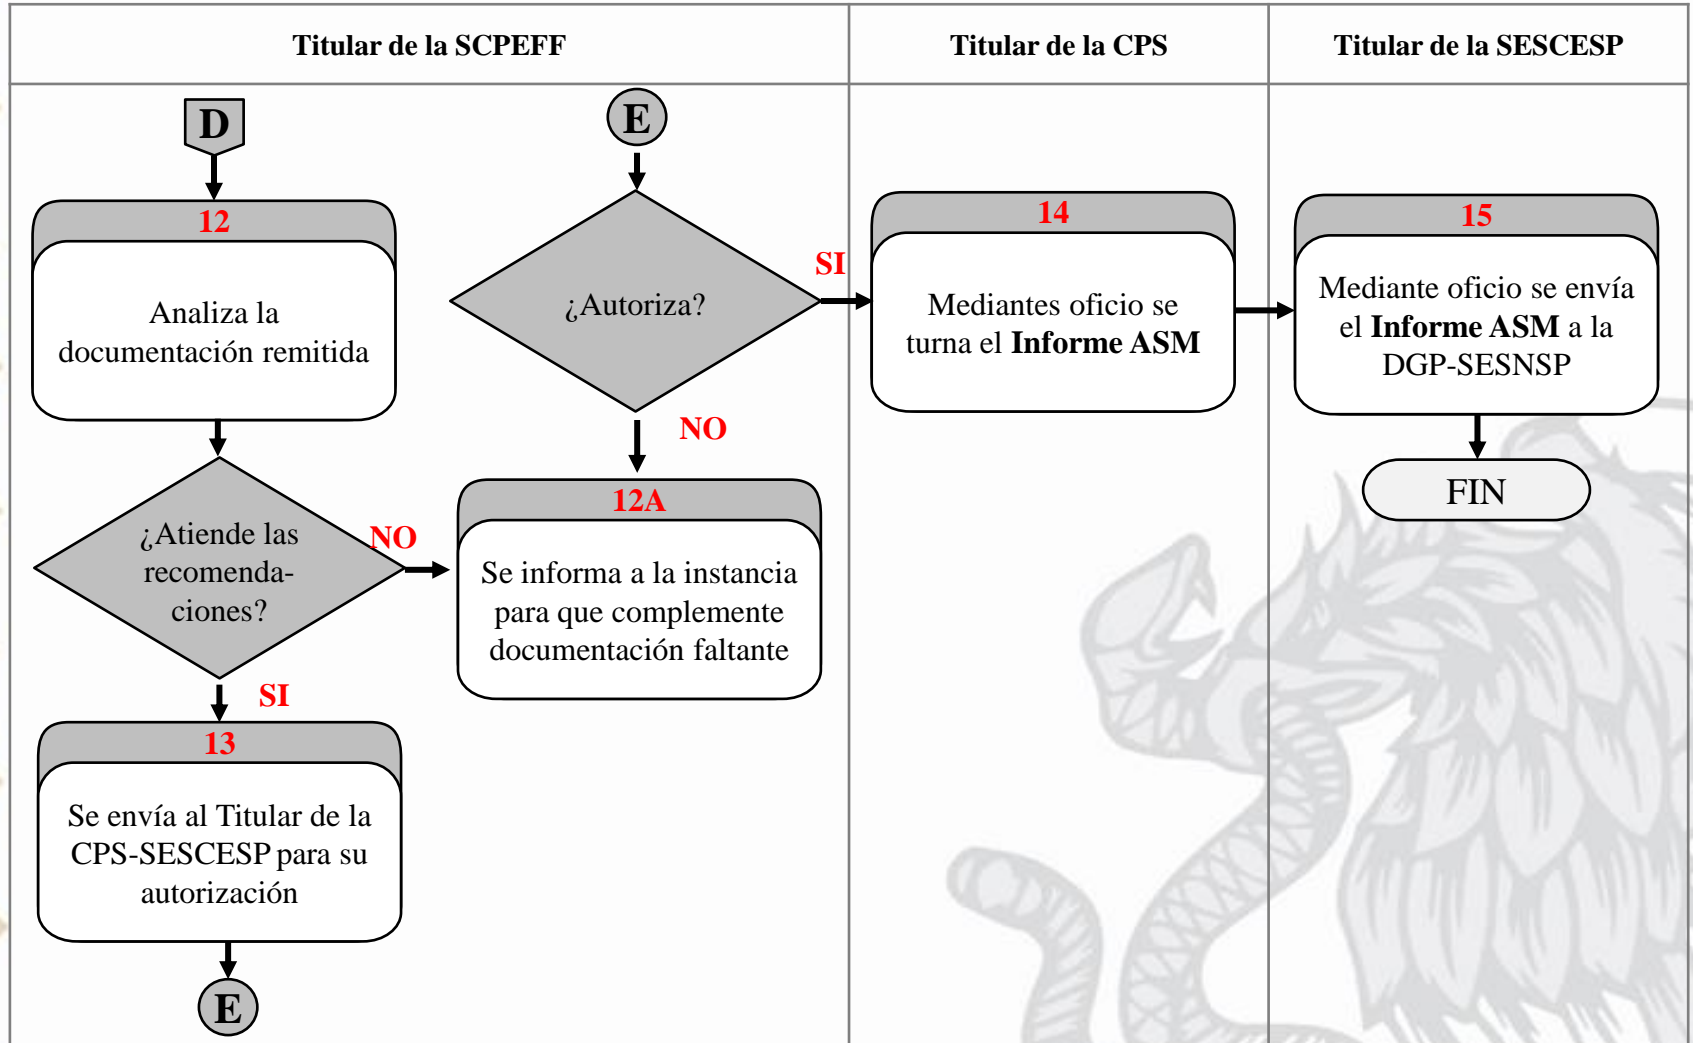 Titular de la SCPEFF
Titular de la CPS
Titular de la SESCESP
D
12
Analiza la
documentación remitida
¿Atiende las
recomenda-
ciones?
NO
SI
13
Se envía al Titular de la
CPS-SESCESP para su
autorización
E
E
¿Autoriza?
SI
NO
12A
Se informa a la instancia
para que complemente
documentación faltante
14
Mediantes oficio se
turna el Informe ASM
15
Mediante oficio se envía
el Informe ASM a la
DGP-SESNSP
FIN